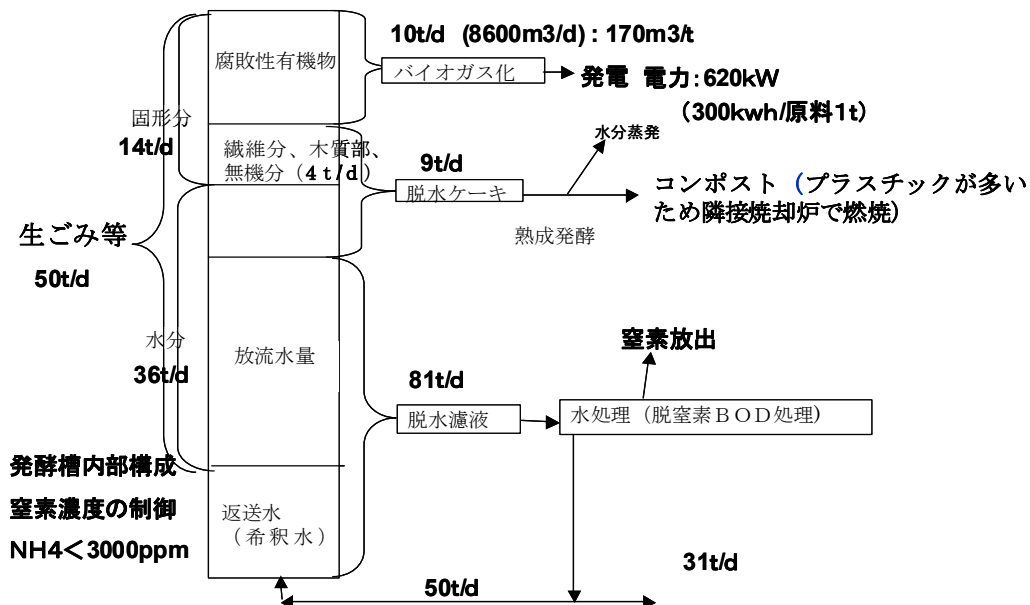 10t/d (8600m3/d) : 170m3/t
腐敗性有機物
バイオガス化
発電 電力:620kW
(300kwh/原料1t)
固形分
14t/d
繊維分、木質部、
無機分(4t/d)
水分蒸発
9t/d
脱水ケーキ
コンポスト (プラスチックが多い
ため隣接焼却炉で燃焼)
熟成発酵
生ごみ等
50t/d
水分
36t/d
放流水量
窒素放出
81t/d
脱水濾液
水処理(脱窒素BOD処理)
発酵槽内部構成
窒素濃度の制御
NH4<3000ppm
返送水
(希釈水)
50t/d
31t/d